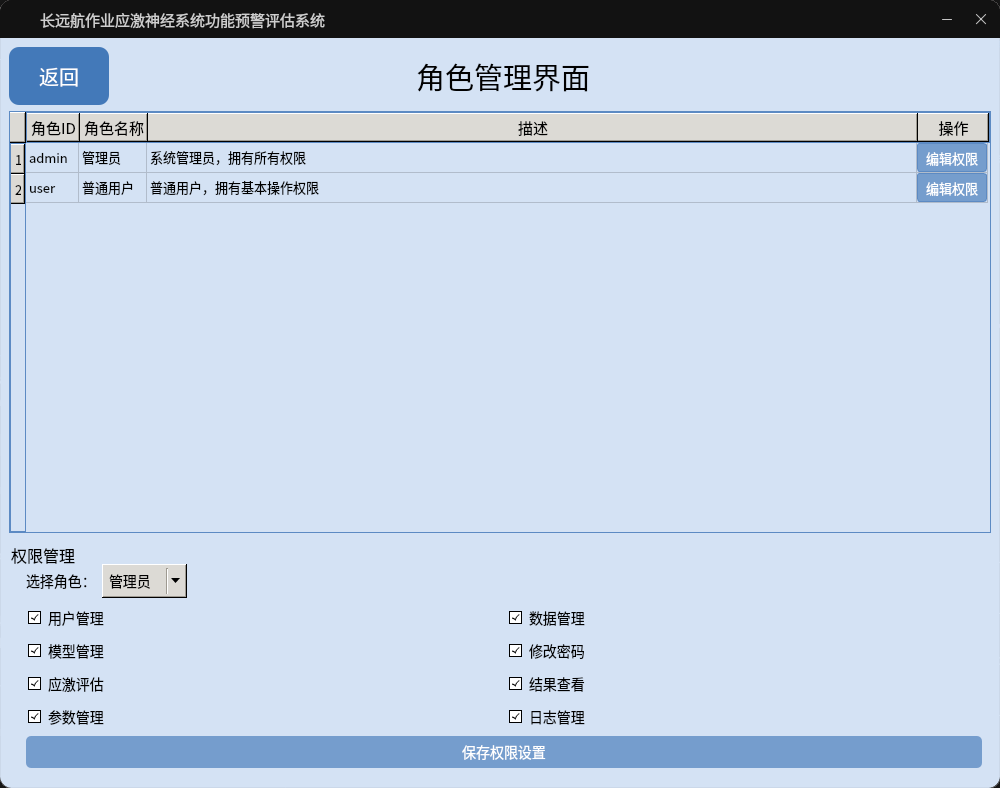 长远航作业应激神经系统功能预警评估系统
返回
角色管理界面
角色ID 角色名称 描述 操作
1 admin 管理员 系统管理员，拥有所有权限 编辑权限
2 user 普通用户 普通用户，拥有基本操作权限 编辑权限
权限管理
选择角色： 管理员
用户管理 数据管理
模型管理 修改密码
应激评估 结果查看
参数管理 日志管理
保存权限设置